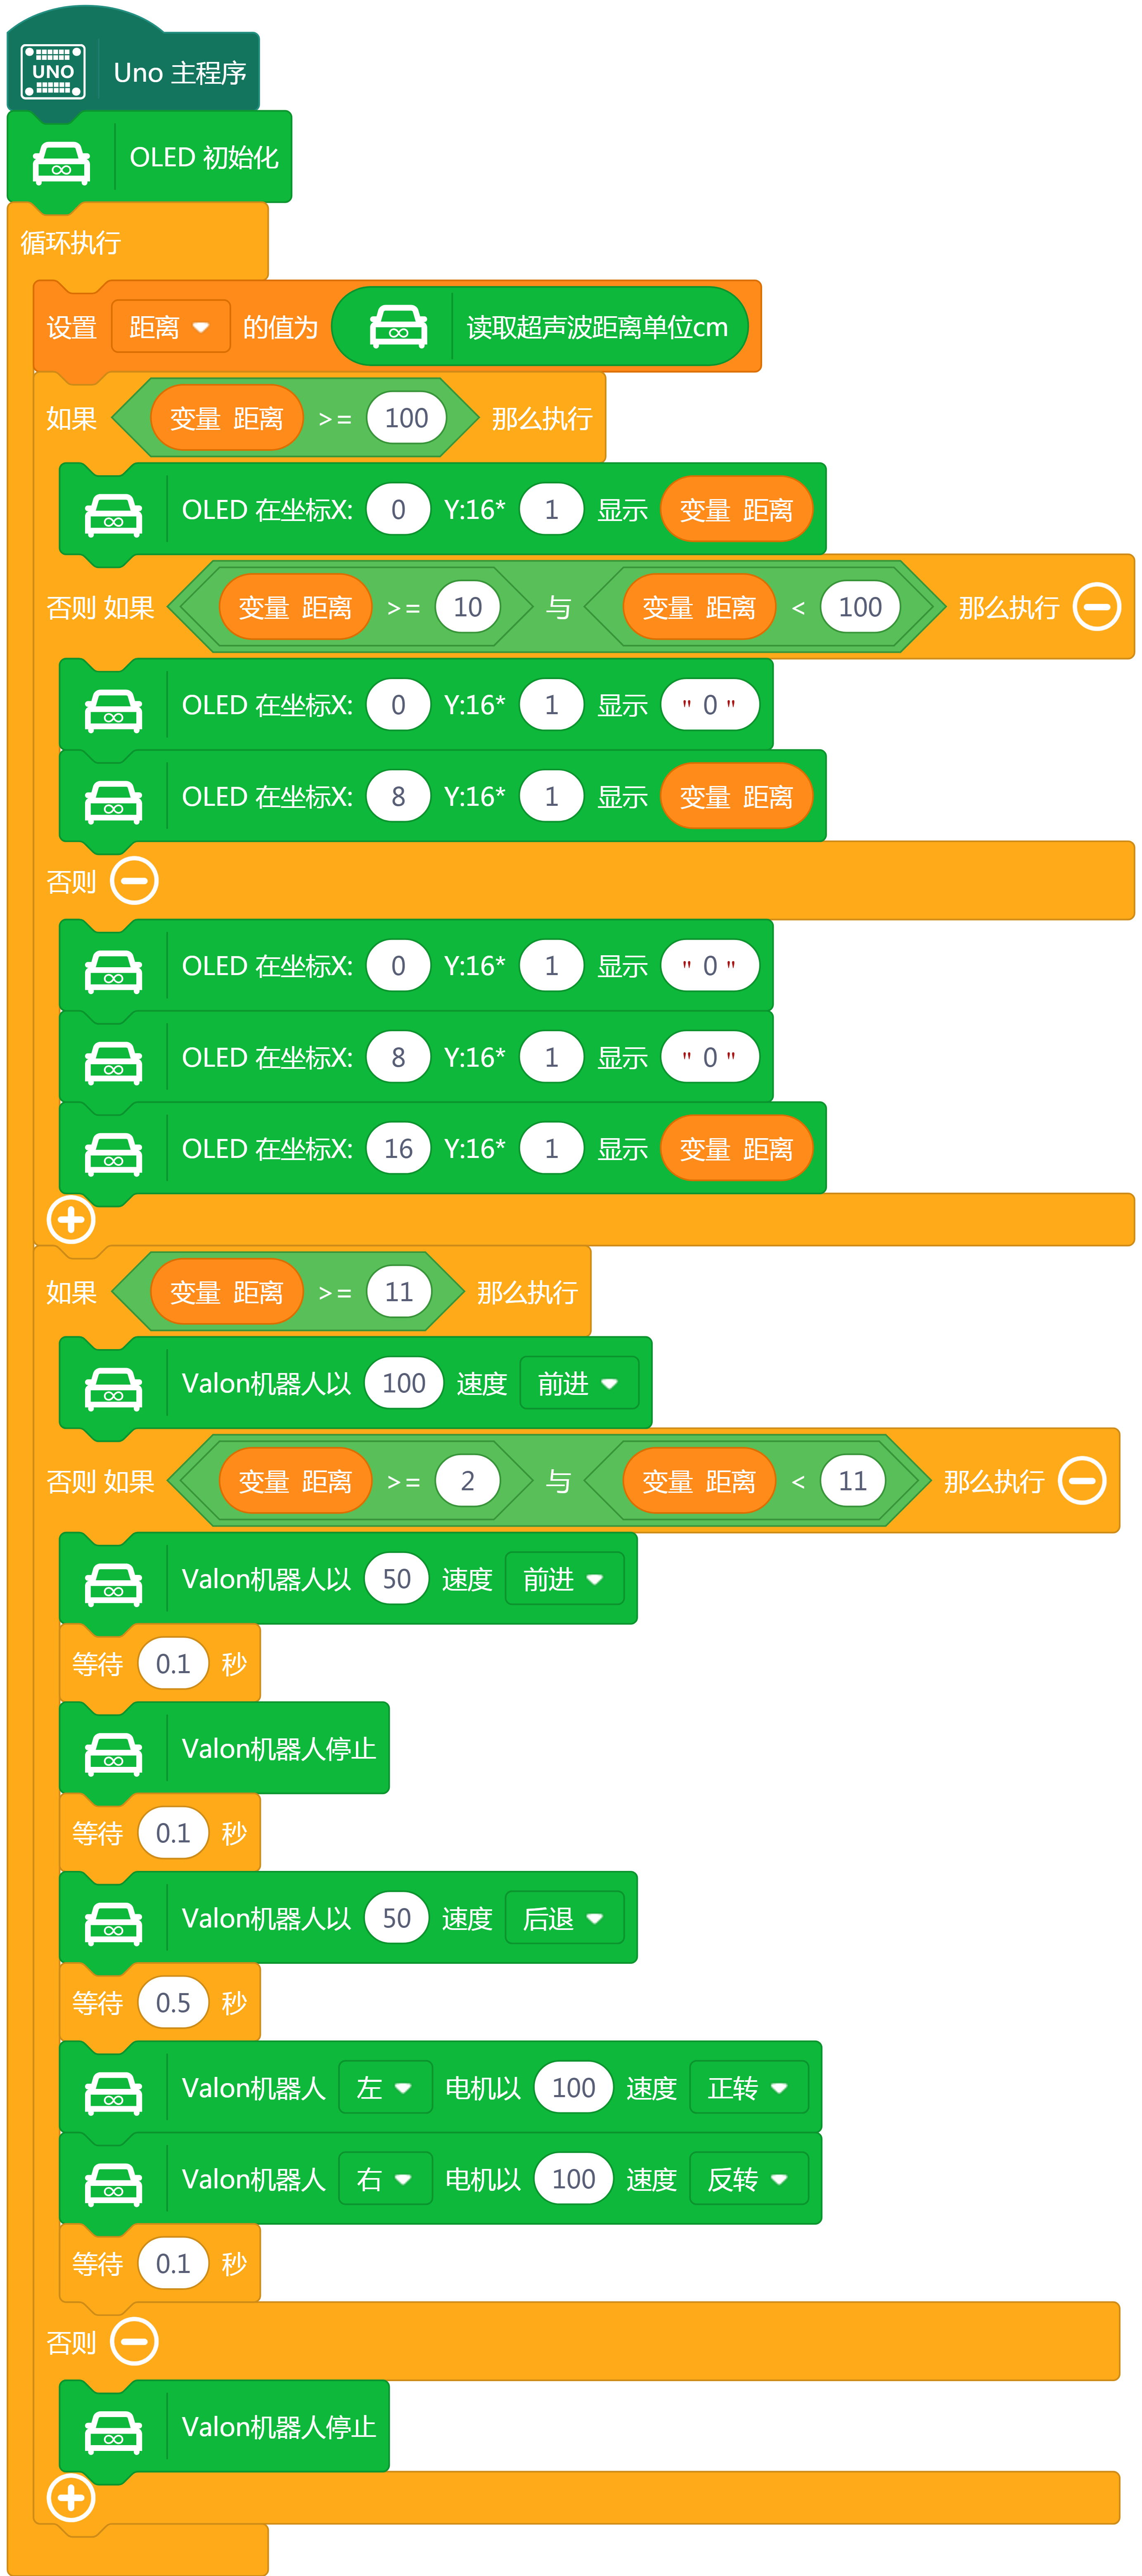 UNO Uno 主程序
OLED 初始化
循环执行
设置 距离 的值为 读取超声波距离单位cm
如果 变量 距离 >= 100 那么执行
OLED 在坐标X: 0 Y:16* 1 显示 变量 距离
否则 如果 变量 距离 >= 10 与 变量 距离 < 100 那么执行
OLED 在坐标X: 0 Y:16* 1 显示 " 0 "
OLED 在坐标X: 8 Y:16* 1 显示 变量 距离
否则
OLED 在坐标X: 0 Y:16* 1 显示 " 0 "
OLED 在坐标X: 8 Y:16* 1 显示 " 0 "
OLED 在坐标X: 16 Y:16* 1 显示 变量 距离
如果 变量 距离 >= 11 那么执行
Valon机器人以 100 速度 前进
否则 如果 变量 距离 >= 2 与 变量 距离 < 11 那么执行
Valon机器人以 50 速度 前进
等待 0.1 秒
Valon机器人停止
等待 0.1 秒
Valon机器人以 50 速度 后退
等待 0.5 秒
Valon机器人 左 电机以 100 速度 正转
Valon机器人 右 电机以 100 速度 反转
等待 0.1 秒
否则
Valon机器人停止